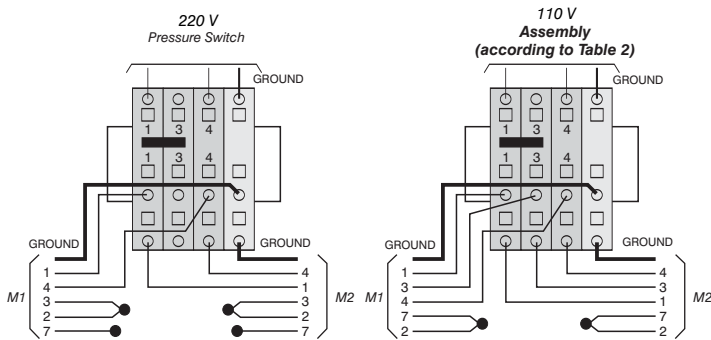 220 V
Pressure Switch
GROUND
1 3 4
1 3 4
GROUND
GROUND
M1
1
4
3
2
7
4
1
3
2
7
M2
110 V
Assembly
(according to Table 2)
GROUND
1 3 4
1 3 4
GROUND
GROUND
M1
1
3
4
7
2
4
3
1
7
2
M2